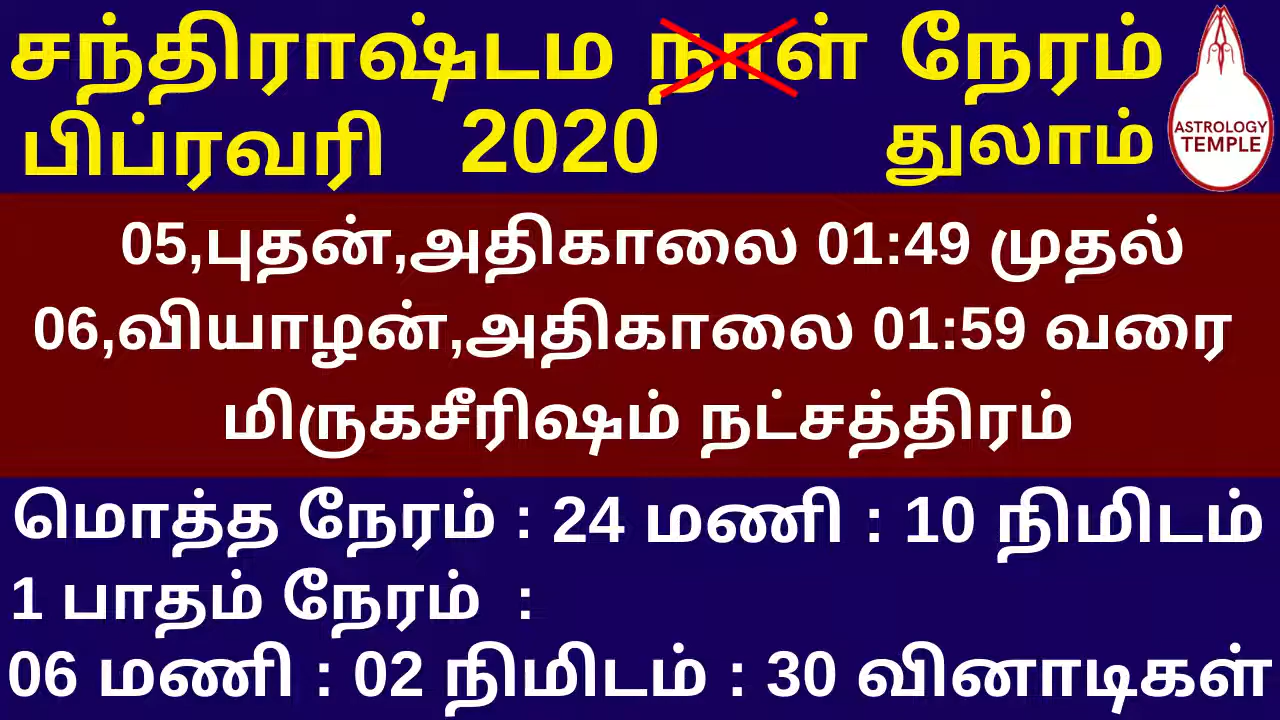 சந்திராஷ்டம நாள் நேரம்
பிப்ரவரி 2020 துலாம்
ASTROLOGY
TEMPLE
05,புதன்,அதிகாலை 01:49 முதல்
06,வியாழன்,அதிகாலை 01:59 வரை
மிருகசீரிஷம் நட்சத்திரம்
மொத்த நேரம் : 24 மணி : 10 நிமிடம்
1 பாதம் நேரம் :
06 மணி : 02 நிமிடம் : 30 வினாடிகள்